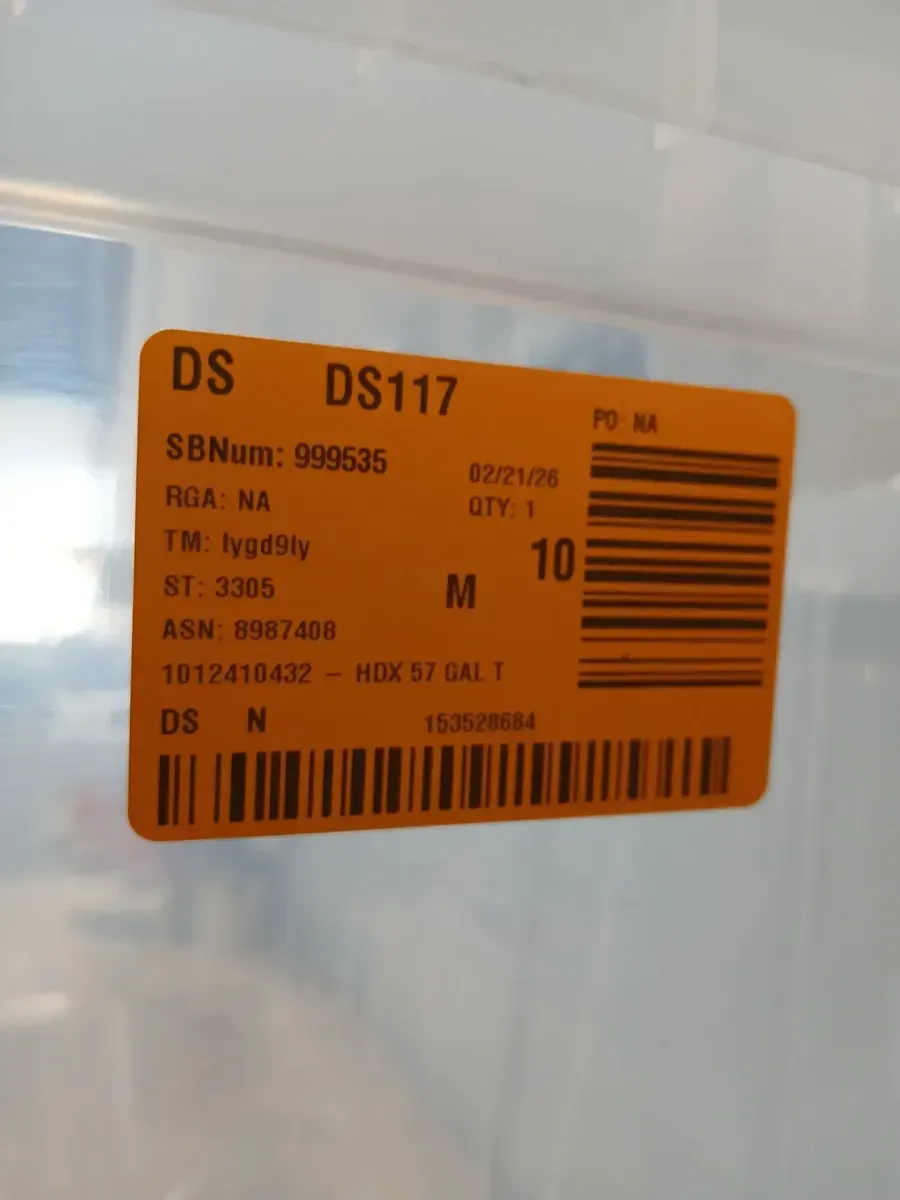 DS DS117
PO NA
SBNum: 999535
02/21/26
RGA: NA
QTY: 1
TM: lygd9ly
10
ST: 3305
M
ASN: 8987408
1012410432 – HDX 57 GAL T
DS N 153528684